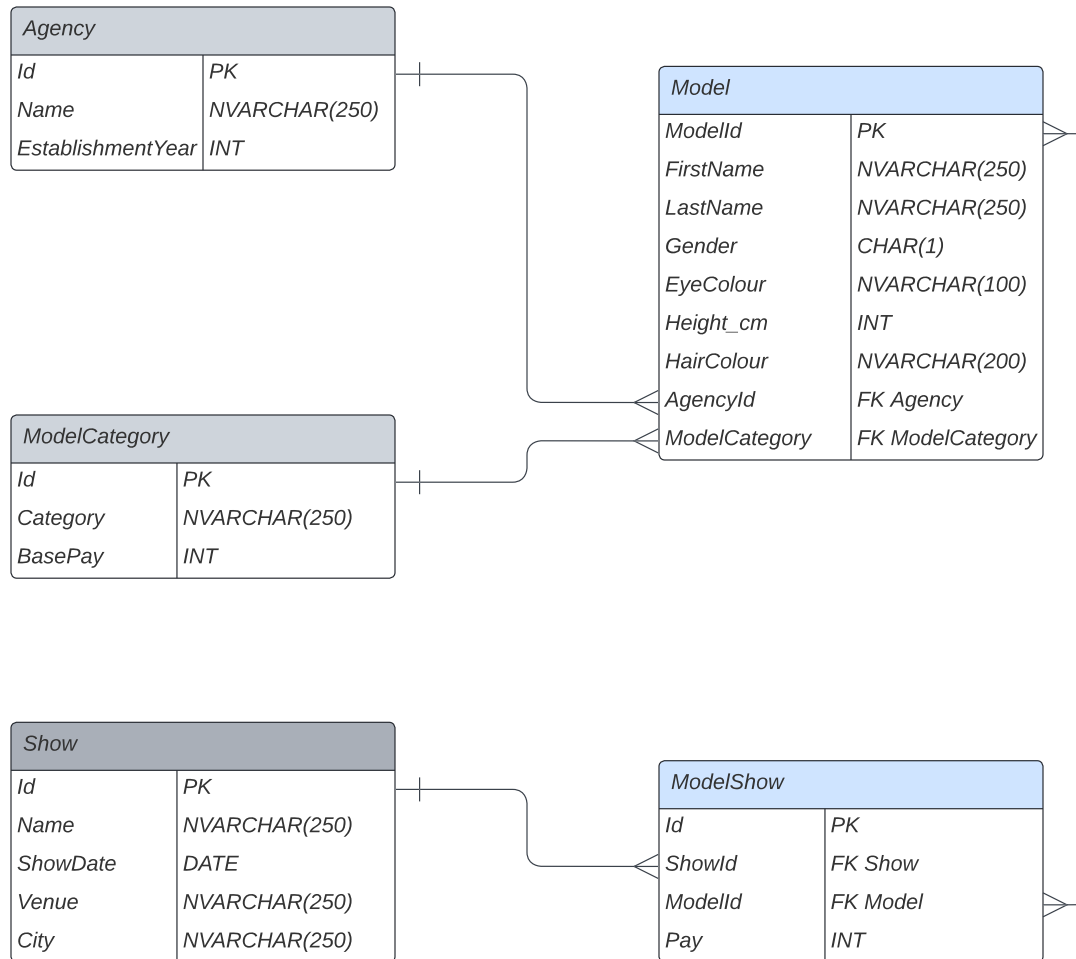 Agency
Id PK
Name NVARCHAR(250)
EstablishmentYear INT
Model
ModelId PK
FirstName NVARCHAR(250)
LastName NVARCHAR(250)
Gender CHAR(1)
EyeColour NVARCHAR(100)
Height_cm INT
HairColour NVARCHAR(200)
AgencyId FK Agency
ModelCategory FK ModelCategory
ModelCategory
Id PK
Category NVARCHAR(250)
BasePay INT
Show
Id PK
Name NVARCHAR(250)
ShowDate DATE
Venue NVARCHAR(250)
City NVARCHAR(250)
ModelShow
Id PK
ShowId FK Show
ModelId FK Model
Pay INT